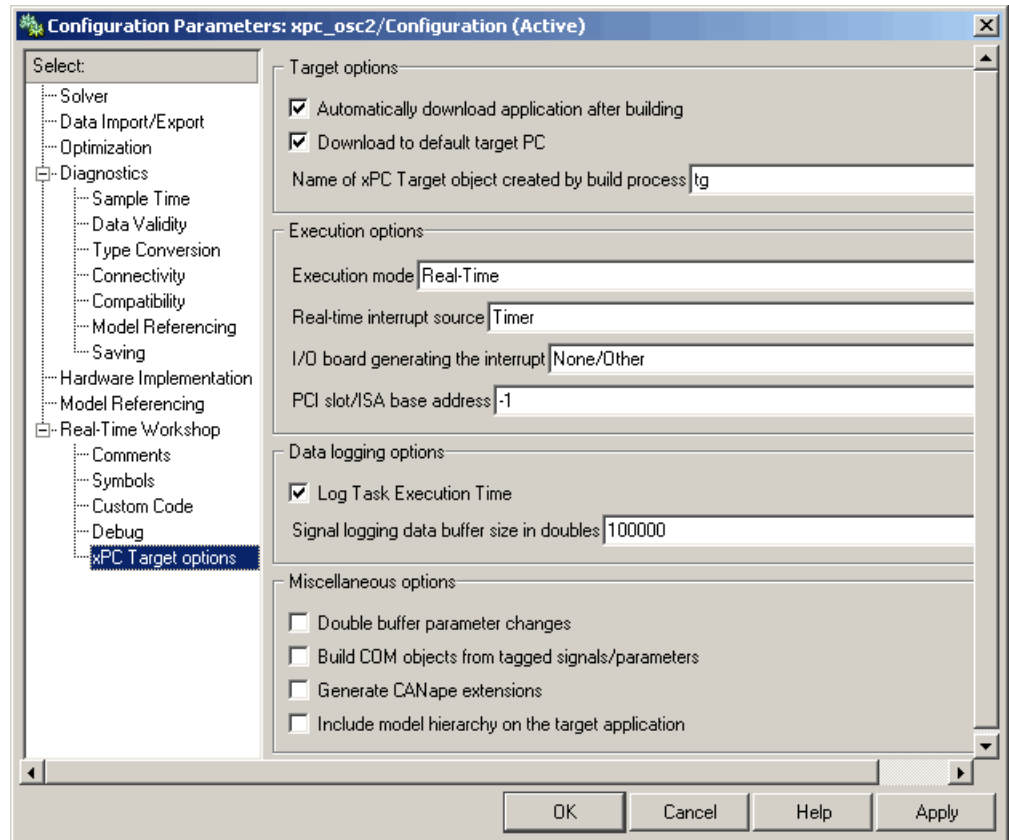 Configuration Parameters: xpc_osc2/Configuration (Active)
Select:
Solver
Data Import/Export
Optimization
Diagnostics
Sample Time
Data Validity
Type Conversion
Connectivity
Compatibility
Model Referencing
Saving
Hardware Implementation
Model Referencing
Real-Time Workshop
Comments
Symbols
Custom Code
Debug
xPC Target options
Target options
Automatically download application after building
Download to default target PC
Name of xPC Target object created by build process tg
Execution options
Execution mode Real-Time
Real-time interrupt source Timer
I/O board generating the interrupt None/Other
PCI slot/ISA base address -1
Data logging options
Log Task Execution Time
Signal logging data buffer size in doubles 100000
Miscellaneous options
Double buffer parameter changes
Build COM objects from tagged signals/parameters
Generate CANape extensions
Include model hierarchy on the target application
OK Cancel Help Apply